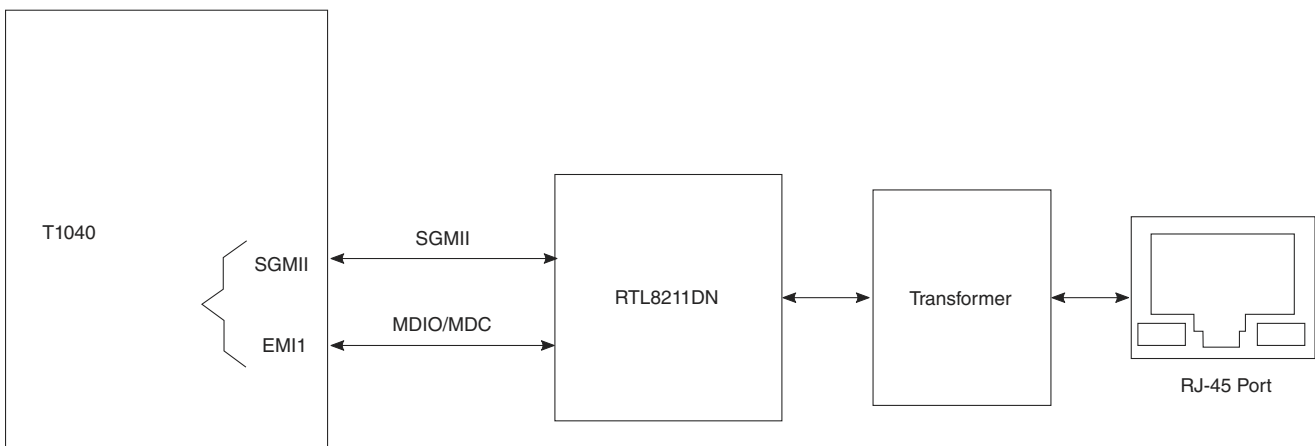 T1040
SGMII
EMI1
SGMII
MDIO/MDC
RTL8211DN
Transformer
RJ-45 Port